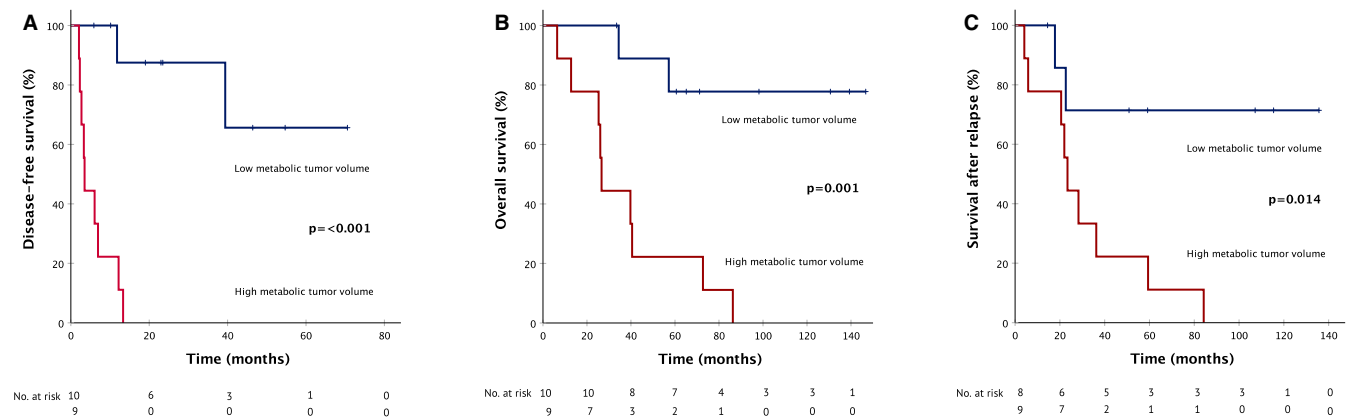 A
Disease-free survival (%)
100
80
60
40
20
0
Low metabolic tumor volume
p=<0.001
High metabolic tumor volume
0 20 40 60 80
Time (months)
No. at risk 10 6 3 1 0
9 0 0 0 0
B
Overall survival (%)
100
80
60
40
20
0
Low metabolic tumor volume
p=0.001
High metabolic tumor volume
0 20 40 60 80 100 120 140
Time (months)
No. at risk 10 10 8 7 4 3 3 1
9 7 3 2 1 0 0 0
C
Survival after relapse (%)
100
80
60
40
20
0
Low metabolic tumor volume
p=0.014
High metabolic tumor volume
0 20 40 60 80 100 120 140
Time (months)
No. at risk 8 6 5 3 3 3 1 0
9 7 2 1 1 0 0 0